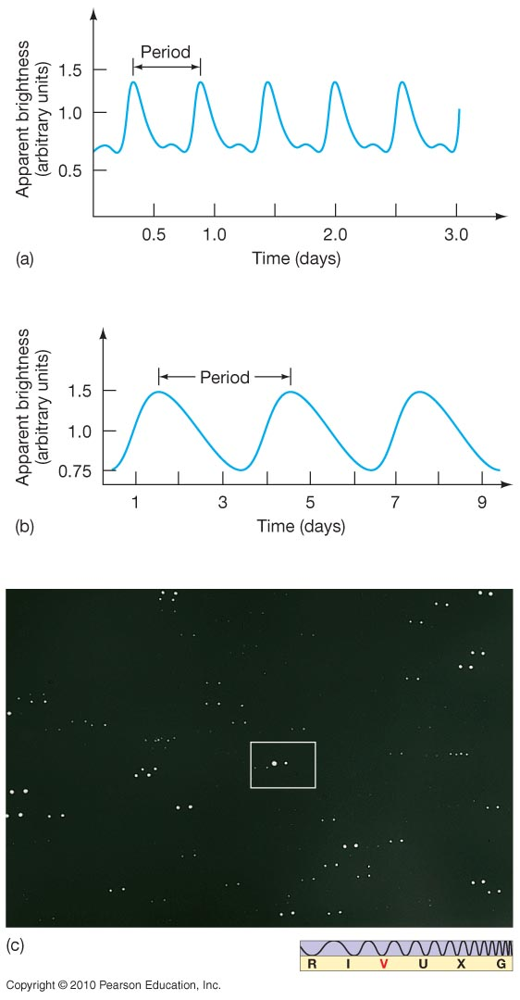 Apparent brightness
(arbitrary units)
Period
1.5
1.0
0.5
0.5 1.0 2.0 3.0
Time (days)
(a)
Apparent brightness
(arbitrary units)
Period
1.5
1.0
0.75
1 3 5 7 9
Time (days)
(b)
(c)
R I V U X G
Copyright © 2010 Pearson Education, Inc.